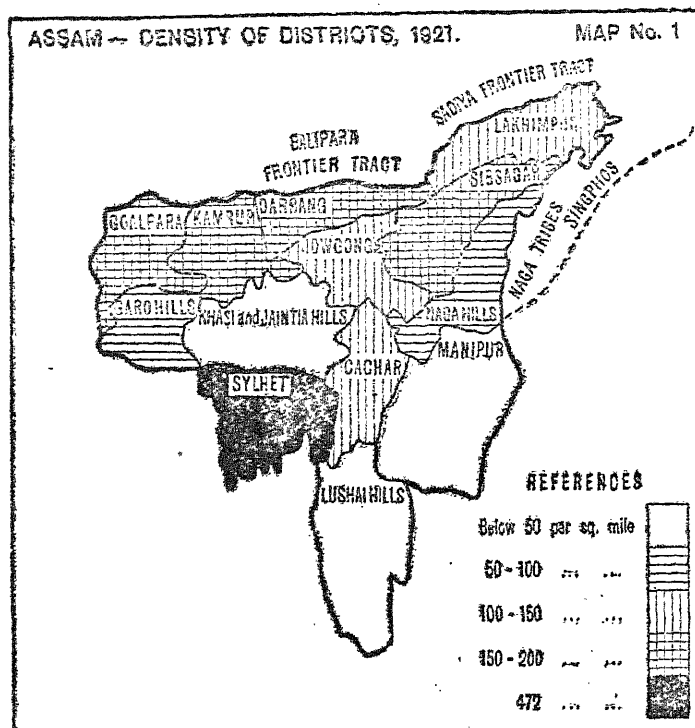 ASSAM — DENSITY OF DISTRICTS, 1921. MAP No. 1
SADIYA FRONTIER TRACT
LAKHIMPUR
BALIPARA
FRONTIER TRACT
SIBSAGAR
GOALPARA KAMRUP DARRANG
NOWGONG
NAGA TRIBES
SINGPHOS
GARO HILLS
KHASI and JAINTIA HILLS
NAGA HILLS
MANIPUR
CACHAR
SYLHET
LUSHAI HILLS
REFERENCES
Below 50 par sq. mile
50-100 ... ...
100-150 ... ...
150-200 ... ...
472 ... ...